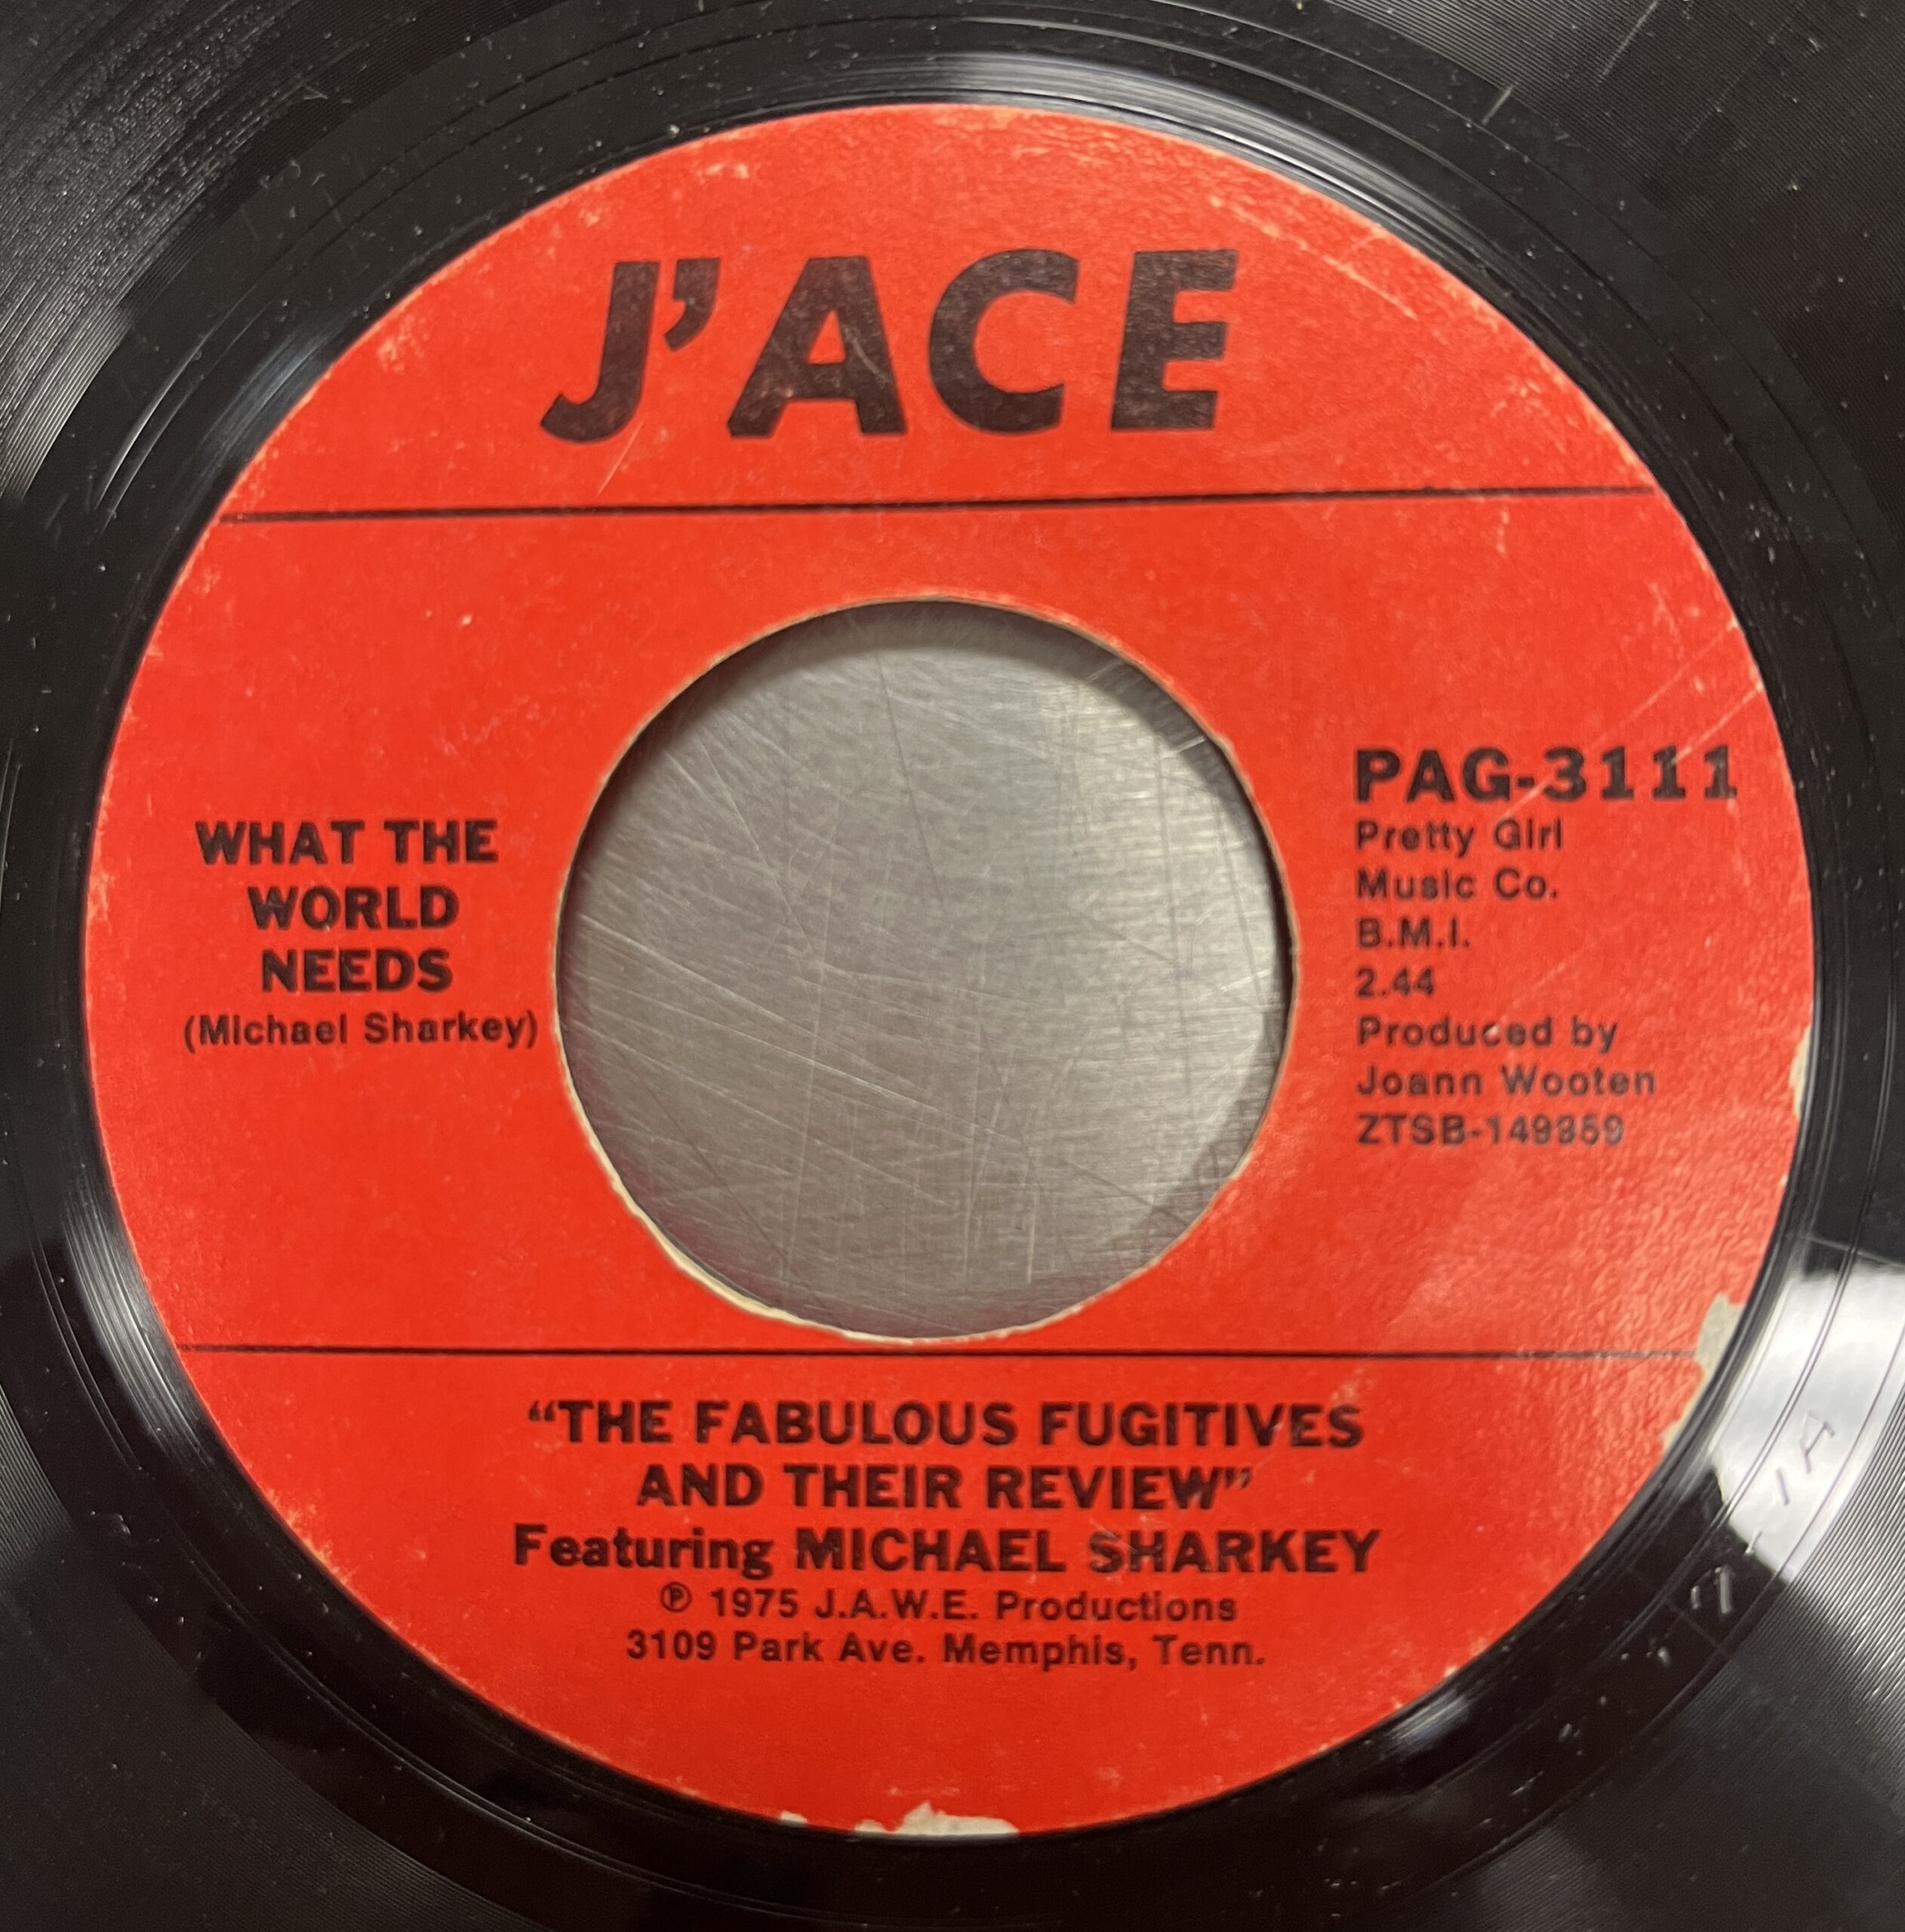 J'ACE
WHAT THE
WORLD
NEEDS
(Michael Sharkey)
PAG-3111
Pretty Girl
Music Co.
B.M.I.
2.44
Produced by
Joann Wooten
ZTSB-149959
“THE FABULOUS FUGITIVES
AND THEIR REVIEW”
Featuring MICHAEL SHARKEY
℗ 1975 J.A.W.E. Productions
3109 Park Ave. Memphis, Tenn.